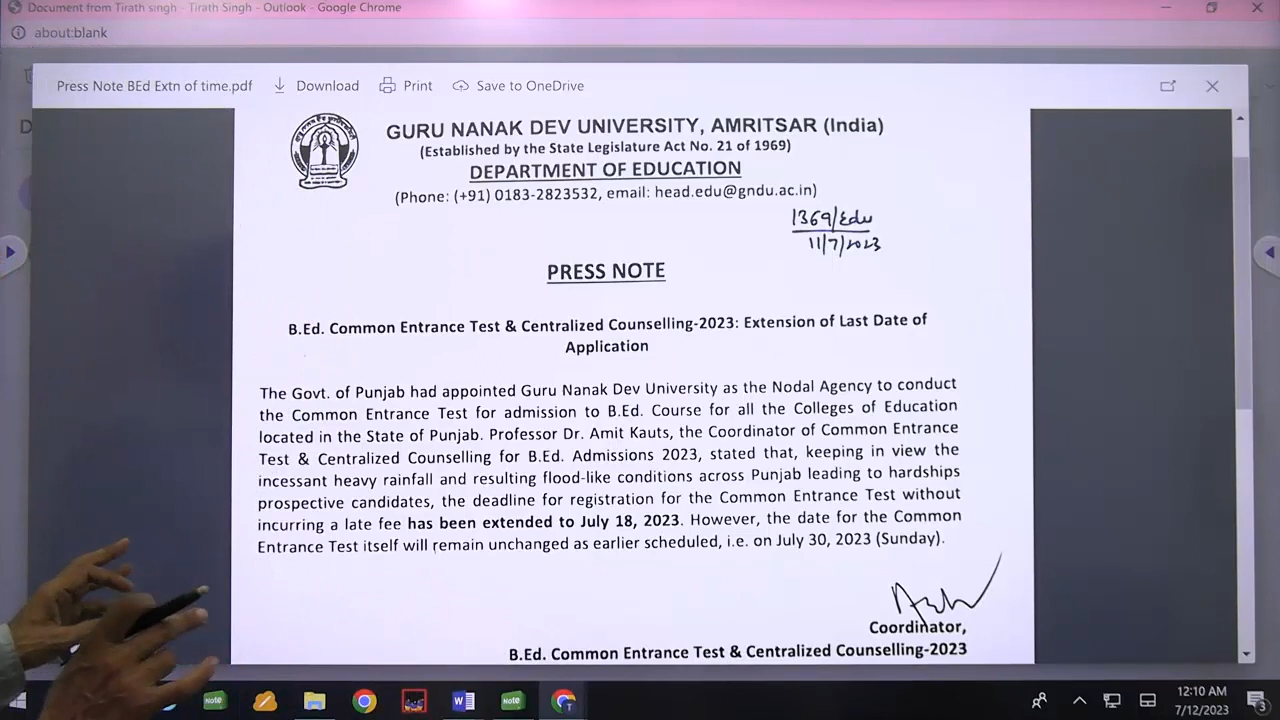 Document from Tirath singh - Tirath Singh - Outlook - Google Chrome
about:blank
Press Note BEd Extn of time.pdf Download Print Save to OneDrive
GURU NANAK DEV UNIVERSITY, AMRITSAR (India)
(Established by the State Legislature Act No. 21 of 1969)
DEPARTMENT OF EDUCATION
(Phone: (+91) 0183-2823532, email: head.edu@gndu.ac.in)
1369/Edu
11/7/2023
PRESS NOTE
B.Ed. Common Entrance Test & Centralized Counselling-2023: Extension of Last Date of
Application
The Govt. of Punjab had appointed Guru Nanak Dev University as the Nodal Agency to conduct
the Common Entrance Test for admission to B.Ed. Course for all the Colleges of Education
located in the State of Punjab. Professor Dr. Amit Kauts, the Coordinator of Common Entrance
Test & Centralized Counselling for B.Ed. Admissions 2023, stated that, keeping in view the
incessant heavy rainfall and resulting flood-like conditions across Punjab leading to hardships
prospective candidates, the deadline for registration for the Common Entrance Test without
incurring a late fee has been extended to July 18, 2023. However, the date for the Common
Entrance Test itself will remain unchanged as earlier scheduled, i.e. on July 30, 2023 (Sunday).
Coordinator,
B.Ed. Common Entrance Test & Centralized Counselling-2023
Note
Note
12:10 AM
7/12/2023
3